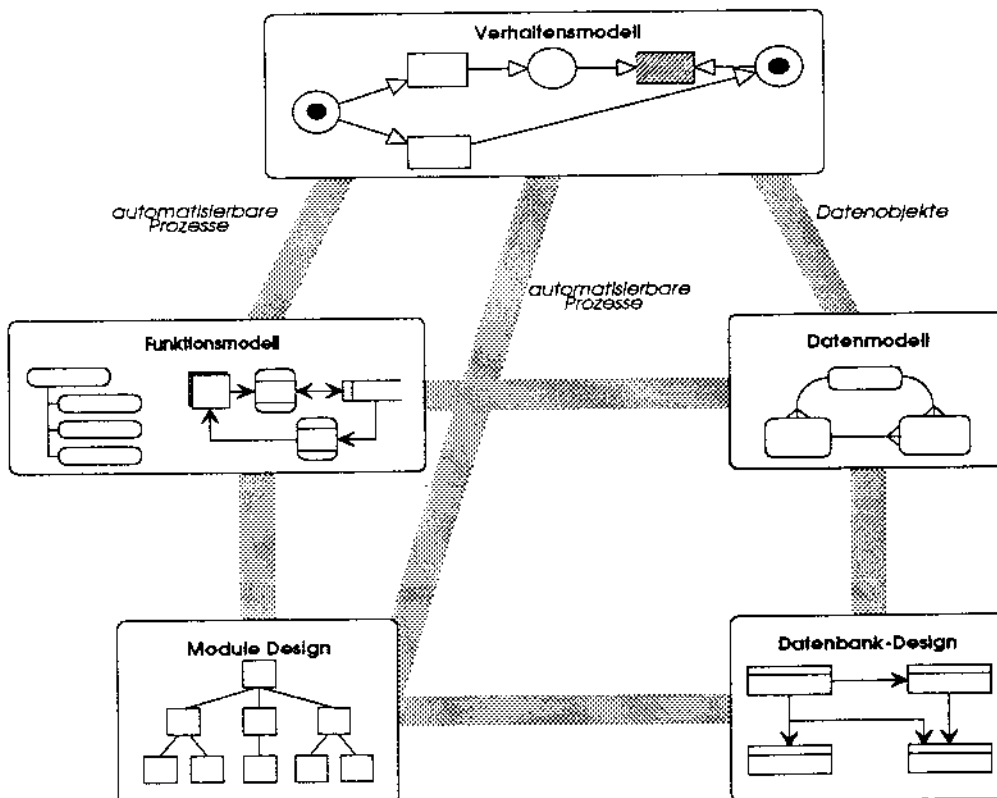 Verhaltensmodell
automatisierbare
Prozesse
Datenobjekte
automatisierbare
Prozesse
Funktionsmodell
Datenmodell
Module Design
Datenbank-Design